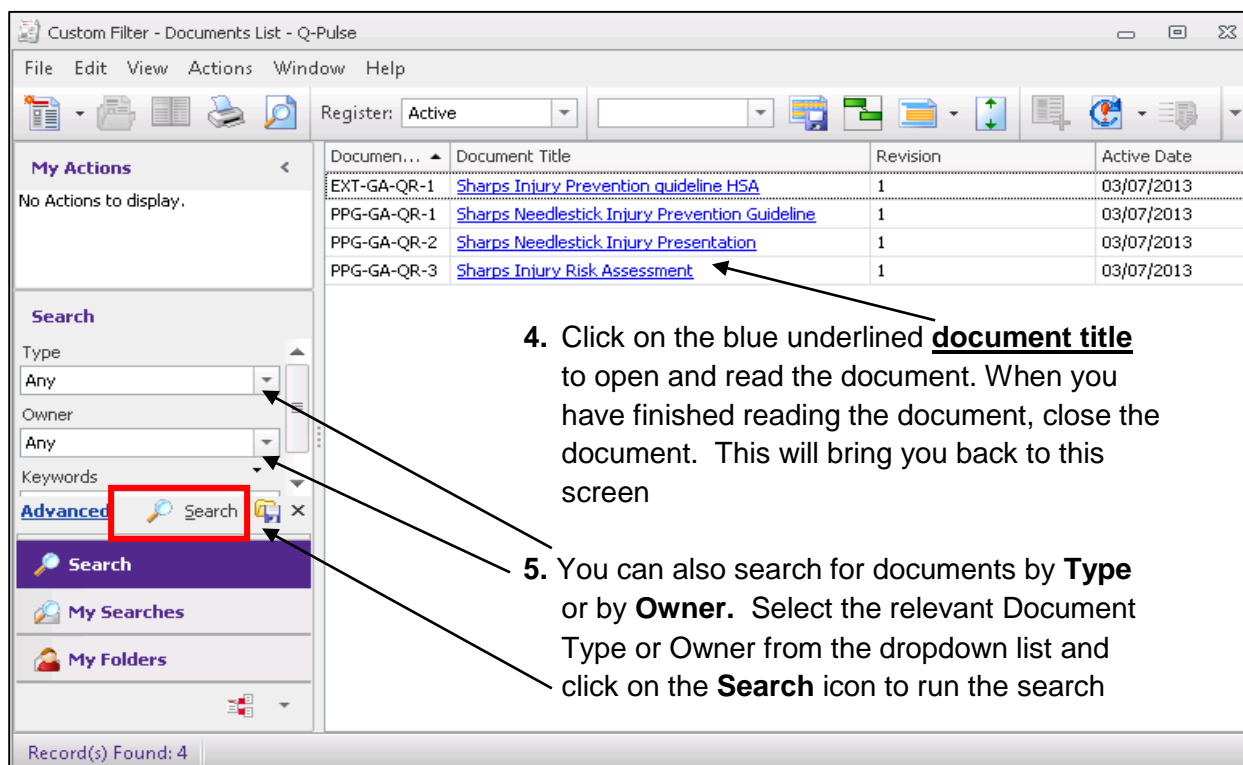 Custom Filter - Documents List - Q-Pulse
File Edit View Actions Window Help
Register: Active
My Actions
No Actions to display.
Documen... Document Title Revision Active Date
EXT-GA-QR-1 Sharps Injury Prevention guideline HSA 1 03/07/2013
PPG-GA-QR-1 Sharps Needlestick Injury Prevention Guideline 1 03/07/2013
PPG-GA-QR-2 Sharps Needlestick Injury Presentation 1 03/07/2013
PPG-GA-QR-3 Sharps Injury Risk Assessment 1 03/07/2013
Search
Type
Any
Owner
Any
Keywords
Advanced Search
Search
My Searches
My Folders
4. Click on the blue underlined document title
to open and read the document. When you
have finished reading the document, close the
document. This will bring you back to this
screen
5. You can also search for documents by Type
or by Owner. Select the relevant Document
Type or Owner from the dropdown list and
click on the Search icon to run the search
Record(s) Found: 4